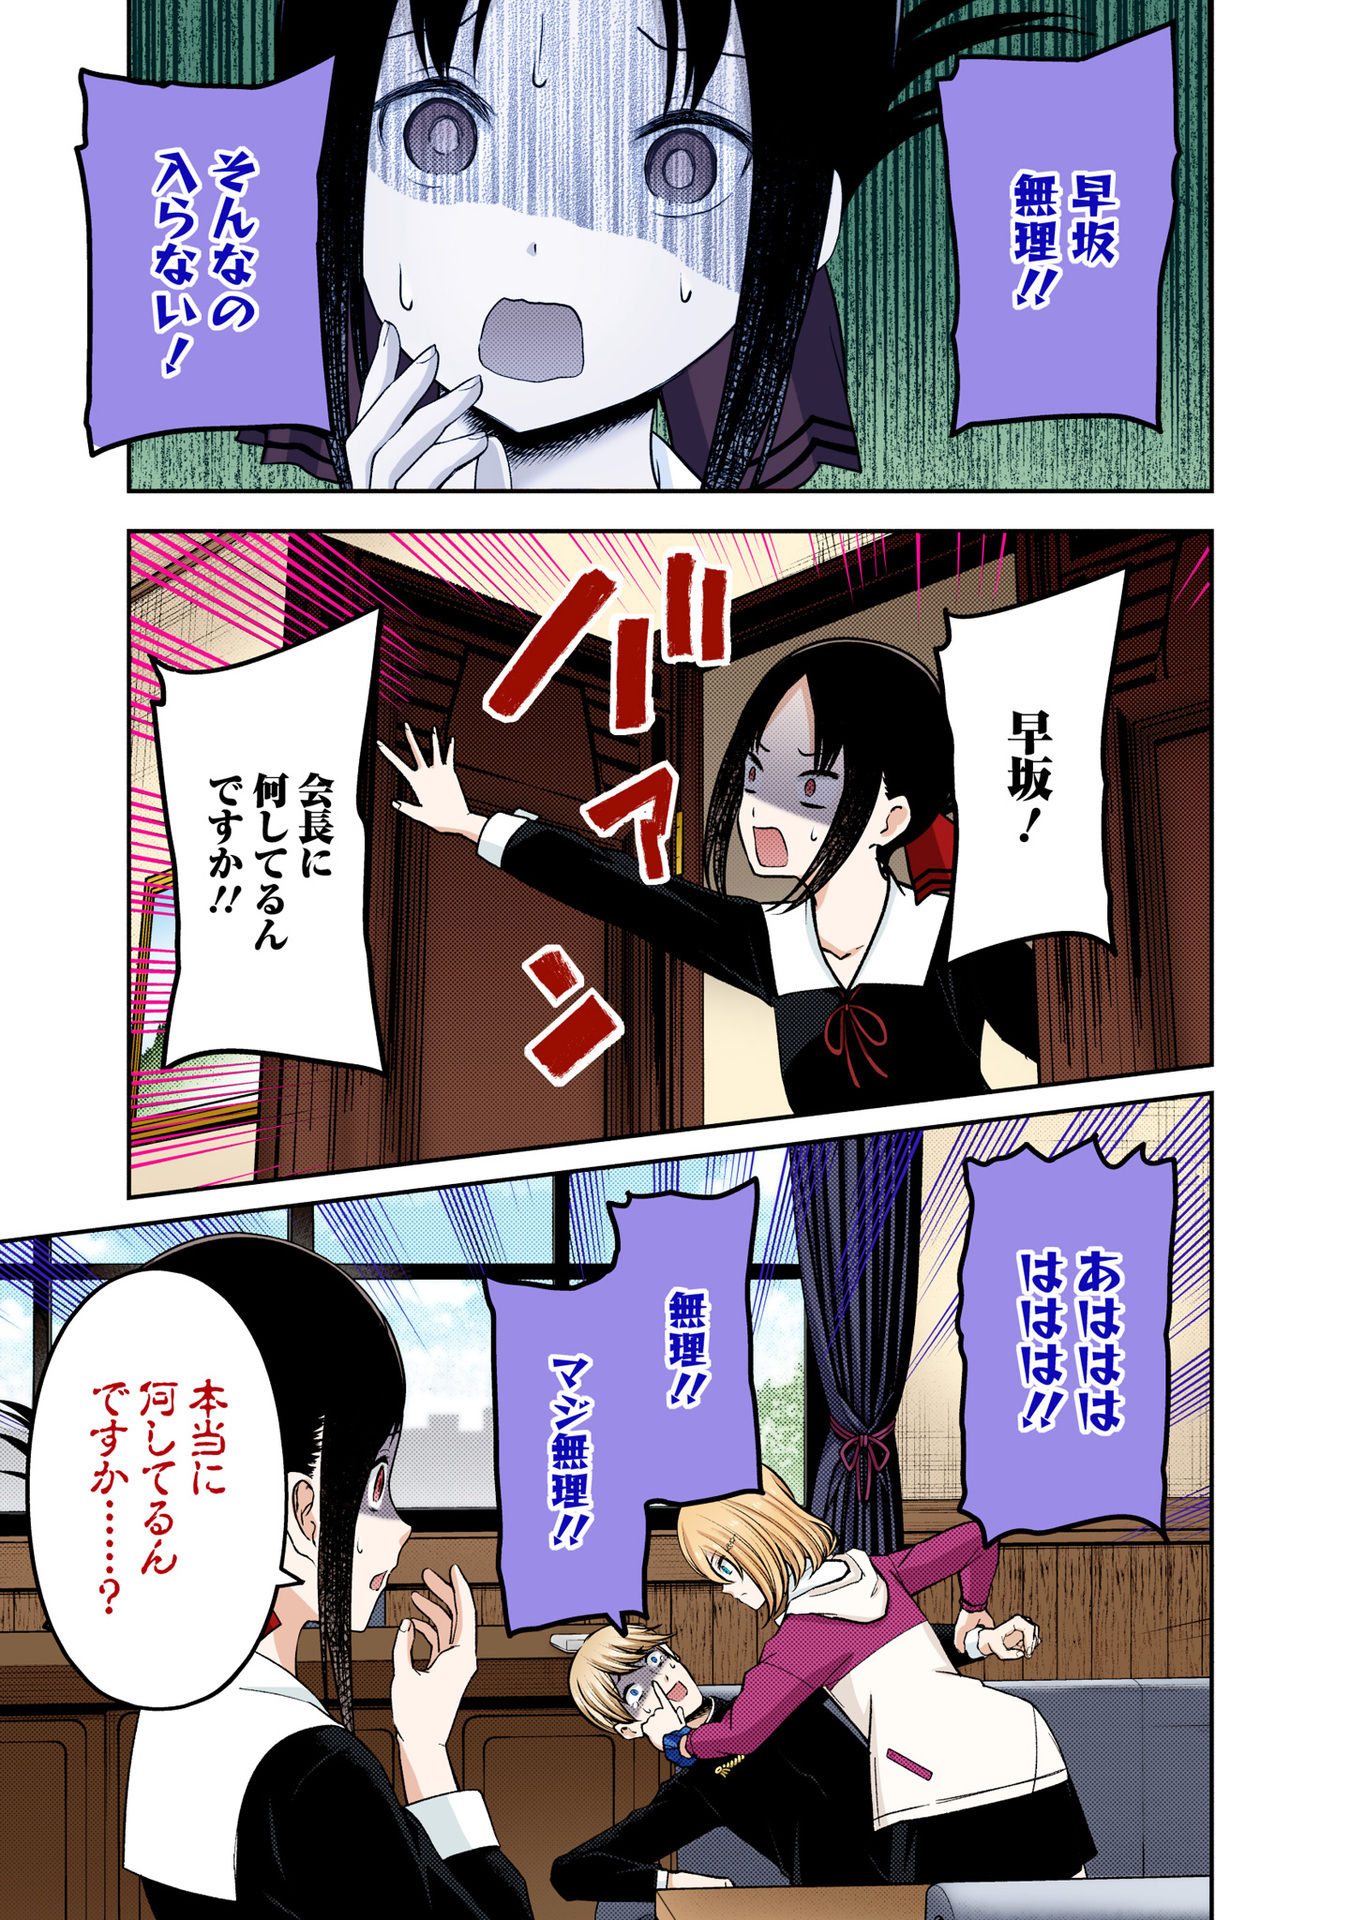 早坂
無理!!
そんなの
入らない!
バァン
早坂!
会長に
何してるん
ですか!!
あははは
はははは!!
無理!!
マジ無理!!
本当に
何してるん
ですか………?